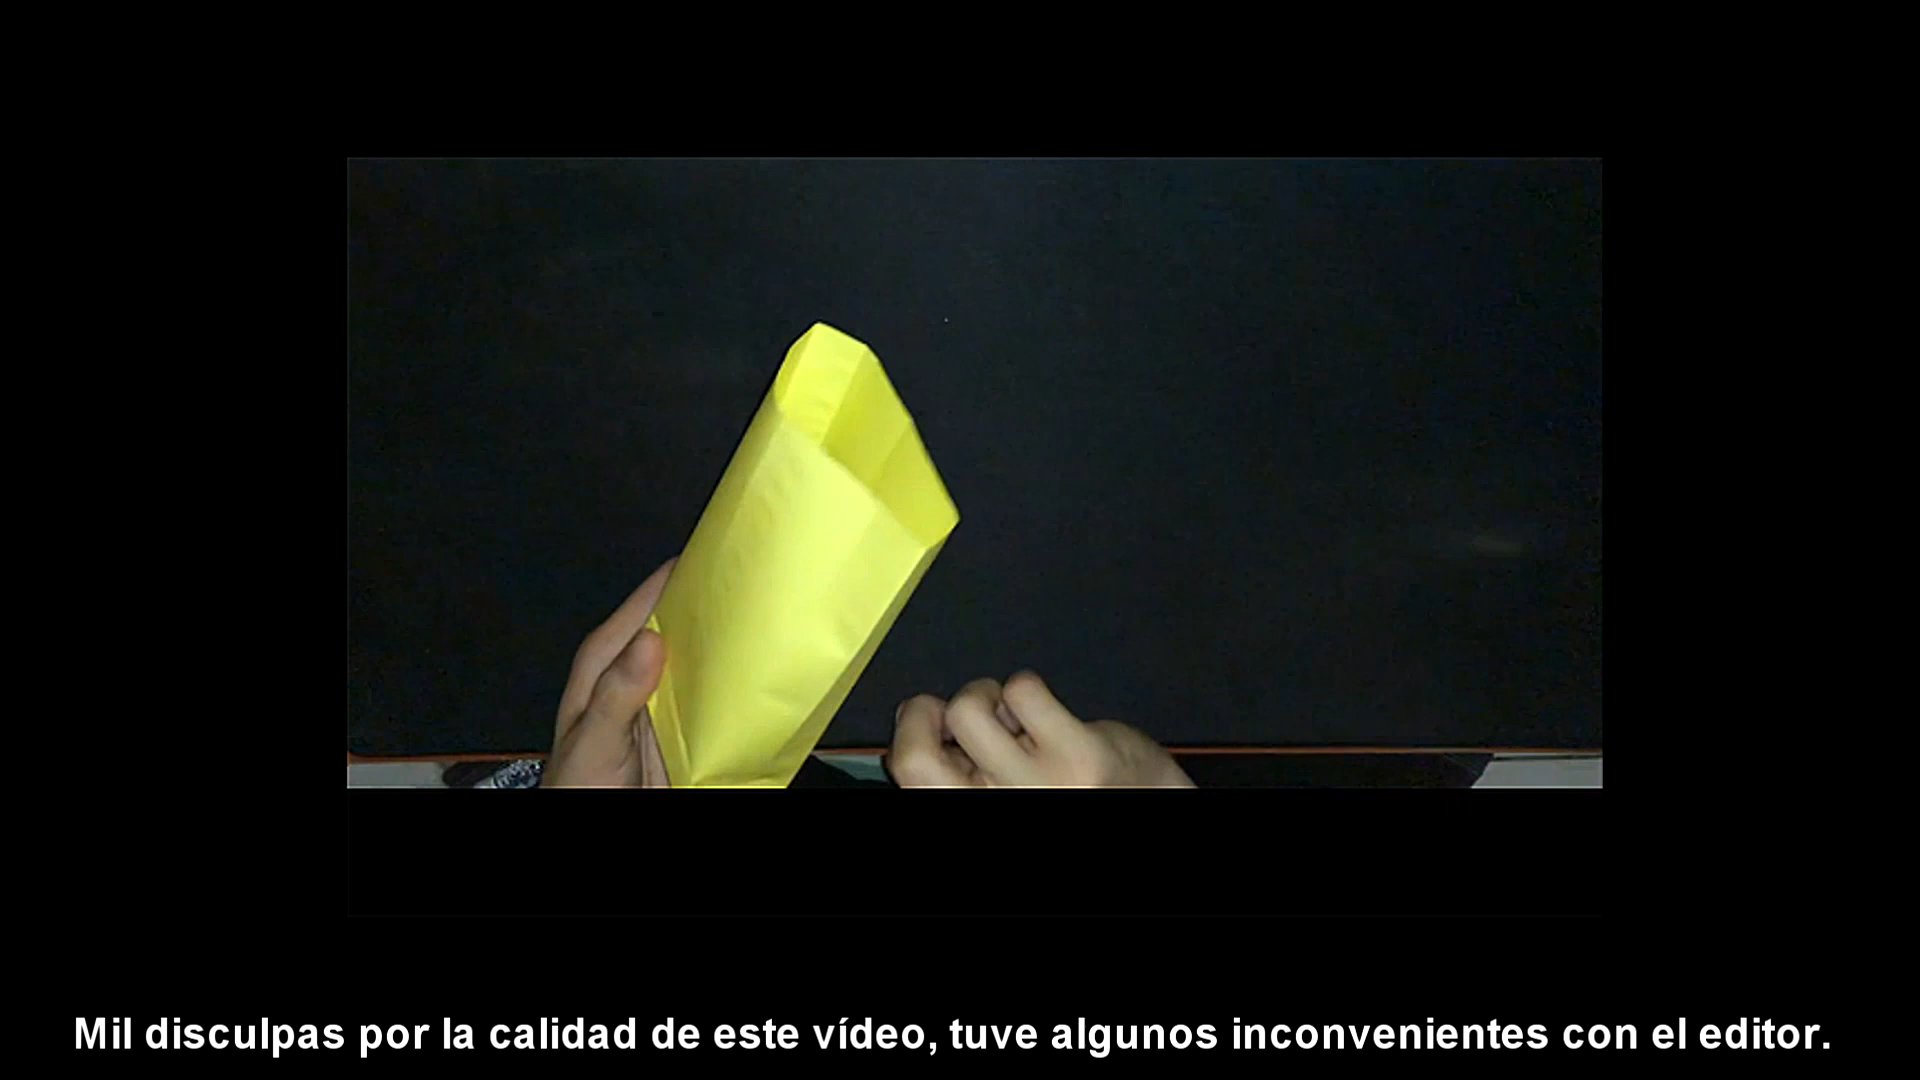 Mil disculpas por la calidad de este vídeo, tuve algunos inconvenientes con el editor.